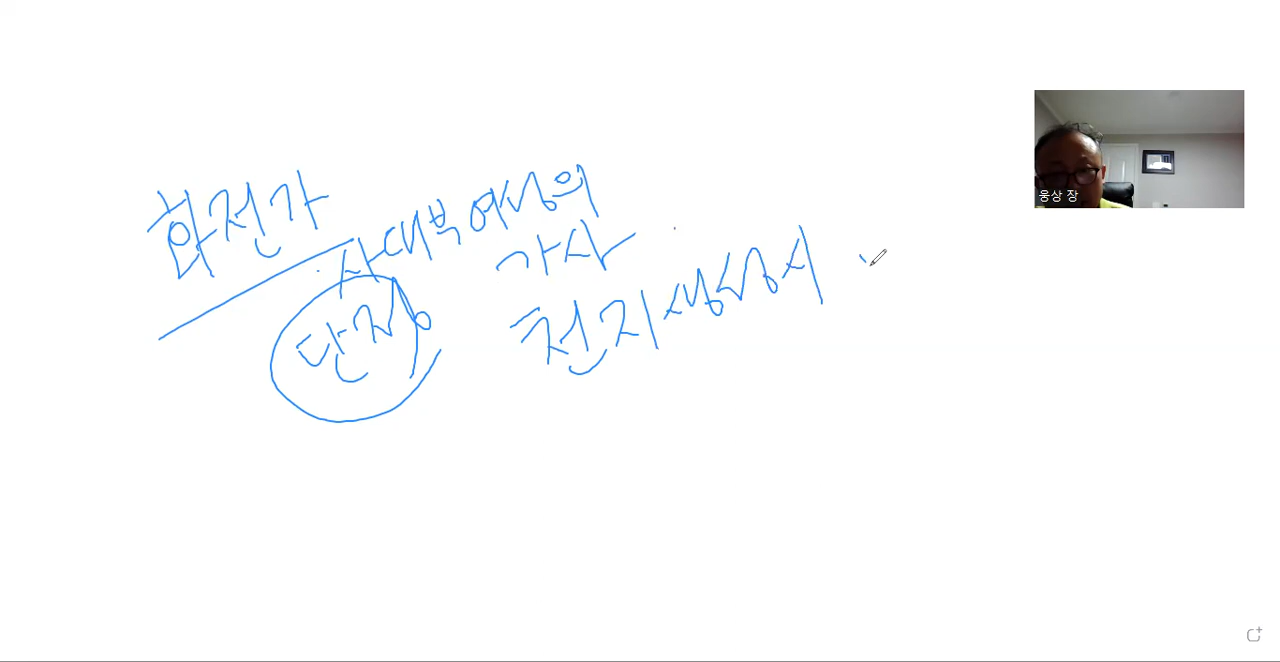 화전가
사대부 여성의
가사
단장
천지생성시
웅상 장